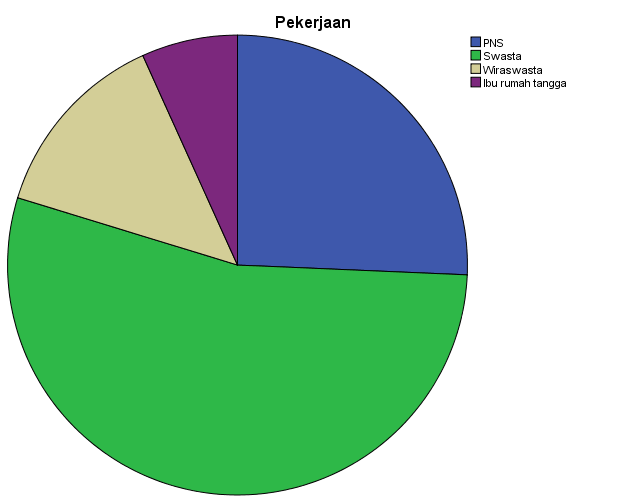 Pekerjaan
PNS
Swasta
Wiraswasta
Ibu rumah tangga